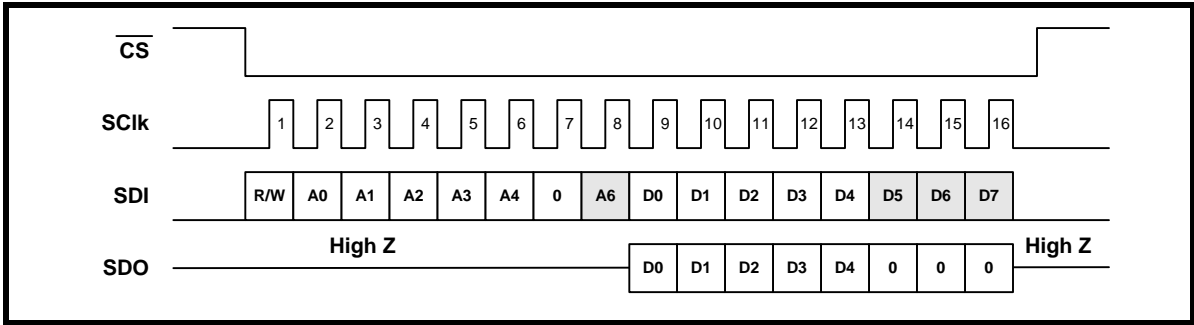 CS
SClk 1 2 3 4 5 6 7 8 9 10 11 12 13 14 15 16
SDI R/W A0 A1 A2 A3 A4 0 A6 D0 D1 D2 D3 D4 D5 D6 D7
High Z High Z
SDO D0 D1 D2 D3 D4 0 0 0